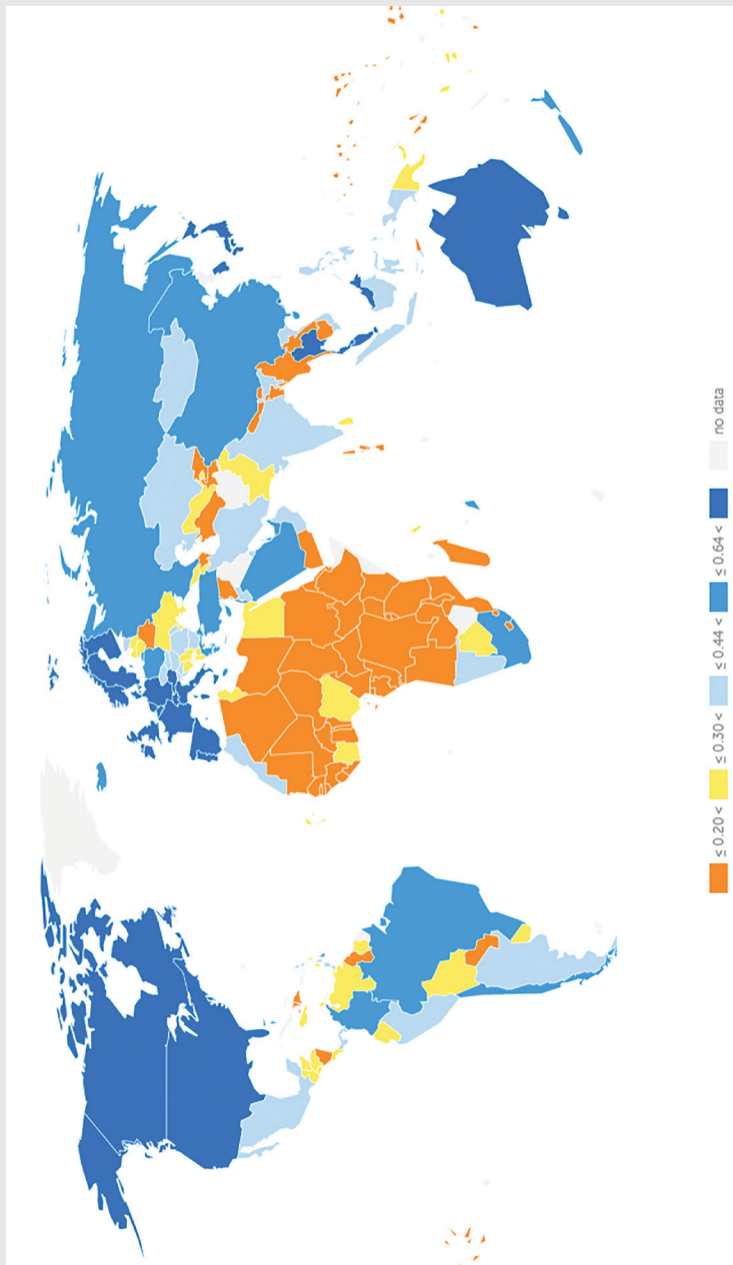 ≤ 0.20 < ≤ 0.30 < ≤ 0.44 < ≤ 0.64 < no data